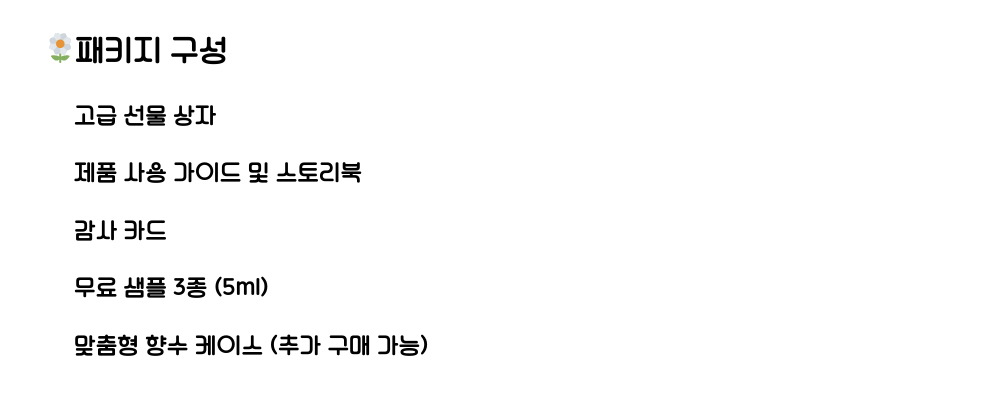 🌼패키지 구성
고급 선물 상자
제품 사용 가이드 및 스토리북
감사 카드
무료 샘플 3종 (5ml)
맞춤형 향수 케이스 (추가 구매 가능)